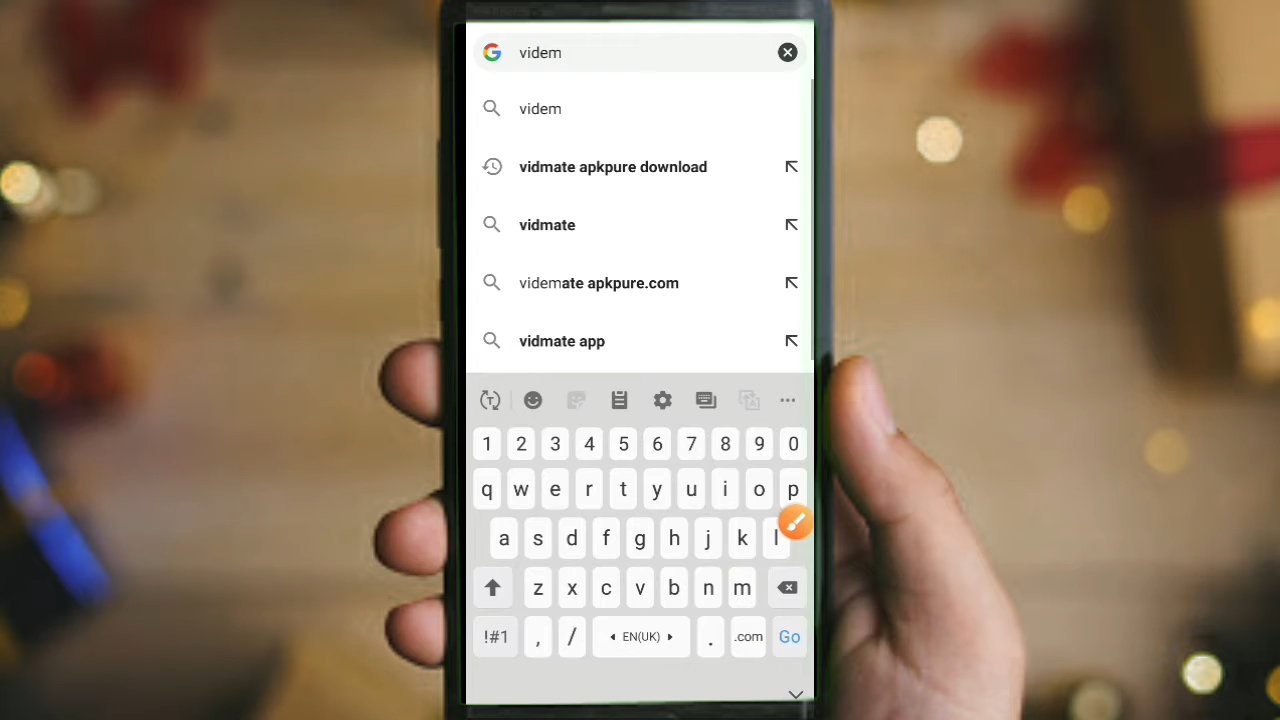 videm
videm
vidmate apkpure download
vidmate
videmate apkpure.com
vidmate app
1 2 3 4 5 6 7 8 9 0
q w e r t y u i o p
a s d f g h j k l
z x c v b n m
!#1 , / EN(UK) . .com Go